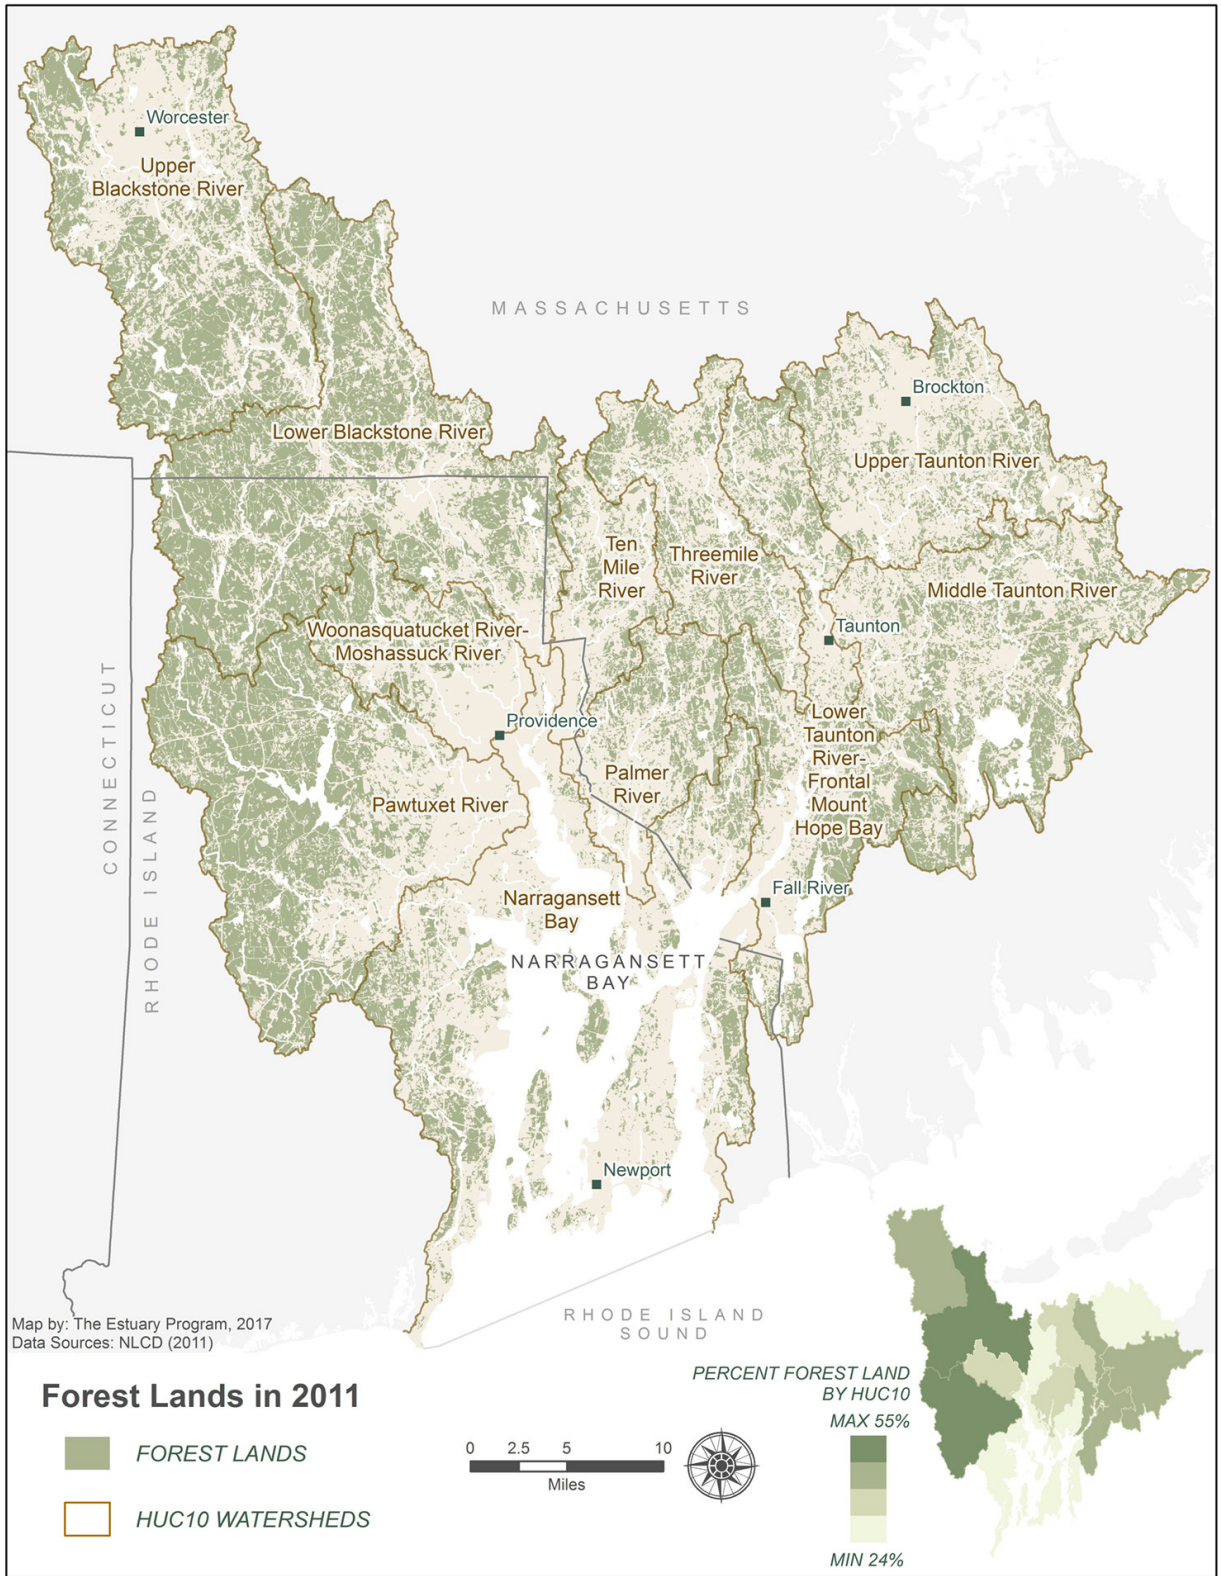 Worcester
Upper
Blackstone River
MASSACHUSETTS
Brockton
Lower Blackstone River
Upper Taunton River
Ten
Mile
River
Threemile
River
Middle Taunton River
Woonasquatucket River-
Moshassuck River
Taunton
CONNECTICUT
RHODE ISLAND
Providence
Lower
Taunton
River-
Frontal
Mount
Hope Bay
Palmer
River
Pawtuxet River
Fall River
Narragansett
Bay
NARRAGANSETT
BAY
Newport
RHODE ISLAND
SOUND
Map by: The Estuary Program, 2017
Data Sources: NLCD (2011)
Forest Lands in 2011
FOREST LANDS
HUC10 WATERSHEDS
0 2.5 5 10
Miles
PERCENT FOREST LAND
BY HUC10
MAX 55%
MIN 24%